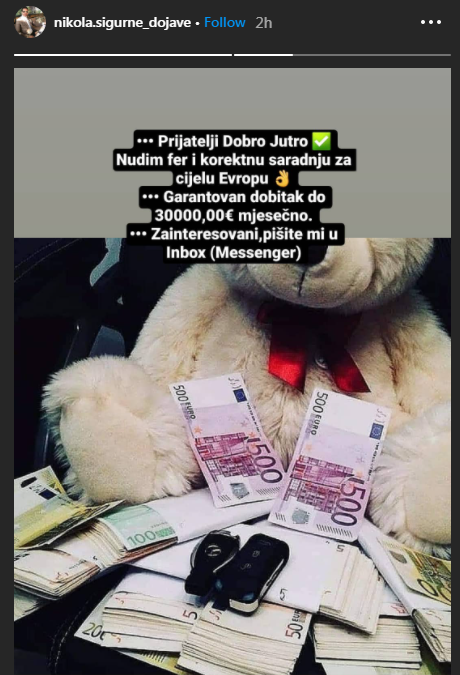 nikola.sigurne_dojave • Follow 2h
••• Prijatelji Dobro Jutro ✅
Nudim fer i korektnu saradnju za
cijelu Evropu 👌
••• Garantovan dobitak do
30000,00€ mjesečno.
••• Zainteresovani,pišite mi u
Inbox (Messenger)
500 EURO
500
500 EURO
500
100
50